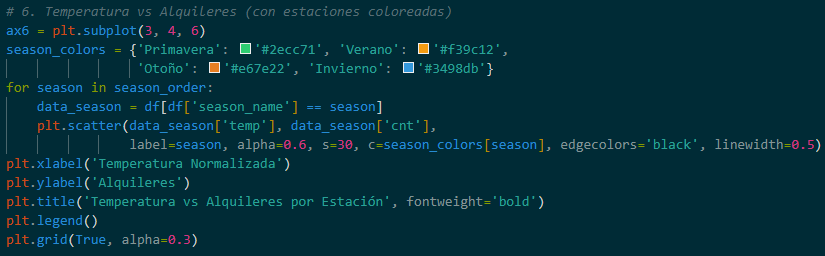 # 6. Temperatura vs Alquileres (con estaciones coloreadas)
ax6 = plt.subplot(3, 4, 6)
season_colors = {'Primavera': '#2ecc71', 'Verano': '#f39c12',
                 'Otoño': '#e67e22', 'Invierno': '#3498db'}
for season in season_order:
    data_season = df[df['season_name'] == season]
    plt.scatter(data_season['temp'], data_season['cnt'],
                label=season, alpha=0.6, s=30, c=season_colors[season], edgecolors='black', linewidth=0.5)
plt.xlabel('Temperatura Normalizada')
plt.ylabel('Alquileres')
plt.title('Temperatura vs Alquileres por Estación', fontweight='bold')
plt.legend()
plt.grid(True, alpha=0.3)